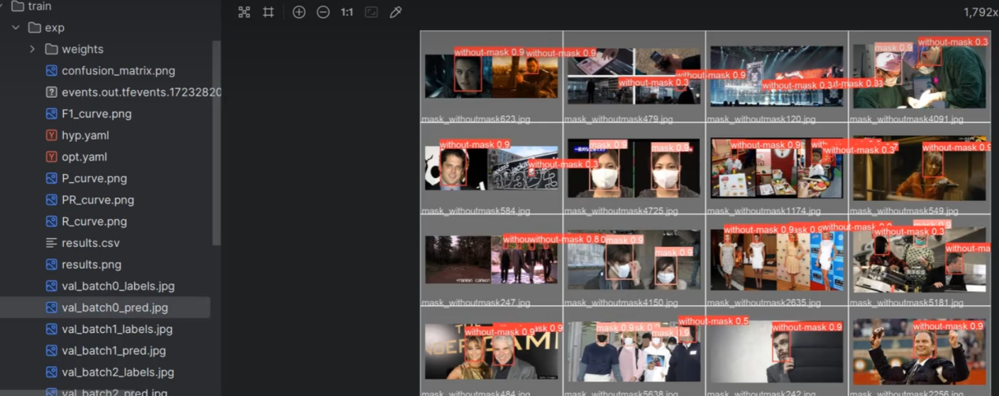 train
exp
weights
confusion_matrix.png
events.out.tfevents.17232820
F1_curve.png
hyp.yaml
opt.yaml
P_curve.png
PR_curve.png
R_curve.png
results.csv
results.png
val_batch0_labels.jpg
val_batch0_pred.jpg
val_batch1_labels.jpg
val_batch1_pred.jpg
val_batch2_labels.jpg
val_batch2_pred.jpg
1:1
1,792x
without-mask 0.9 without-mask 0.9 mask 0.9 without-mask 0.3
without-mask 0.9
without-mask 0.3 without-mask 0.3
mask_withoutmask623.jpg mask_withoutmask479.jpg mask_withoutmask120.jpg mask_withoutmask4091.jpg
without-mask 0.9 mask 0.9 mask 0.9 without-mask 0.9 without-mask 0.3 without-mask 0.9
without-mask 0.3
mask_withoutmask584.jpg mask_withoutmask4725.jpg mask_withoutmask1174.jpg mask_withoutmask549.jpg
without-mask 0.8 mask 0.9 without-mask 0.9 without-mask 0.3 mask 0.9
mask 0.9 without-ma
mask_withoutmask247.jpg mask_withoutmask4150.jpg mask_withoutmask2635.jpg mask_withoutmask5181.jpg
without-mask 0.5
without-mask 0.9 mask 0.9 without-mask 0.9 without-mask 0.9
THE
mask_withoutmask484.jpg mask_withoutmask5638.jpg mask_withoutmask242.jpg mask_withoutmask2256.jpg